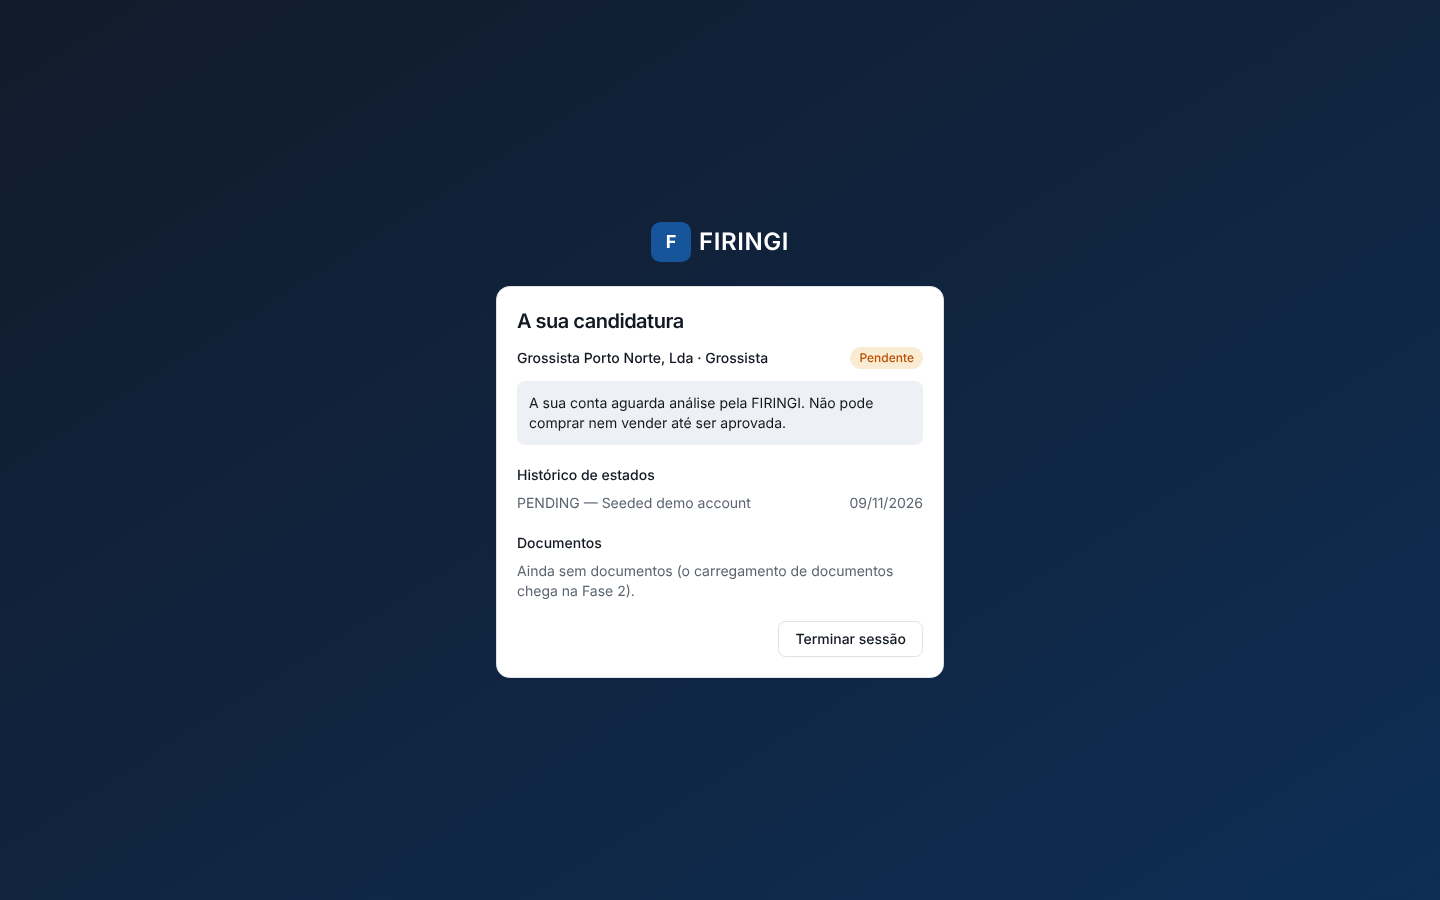 F FIRINGI
A sua candidatura
Grossista Porto Norte, Lda · Grossista Pendente
A sua conta aguarda análise pela FIRINGI. Não pode
comprar nem vender até ser aprovada.
Histórico de estados
PENDING — Seeded demo account 09/11/2026
Documentos
Ainda sem documentos (o carregamento de documentos
chega na Fase 2).
Terminar sessão